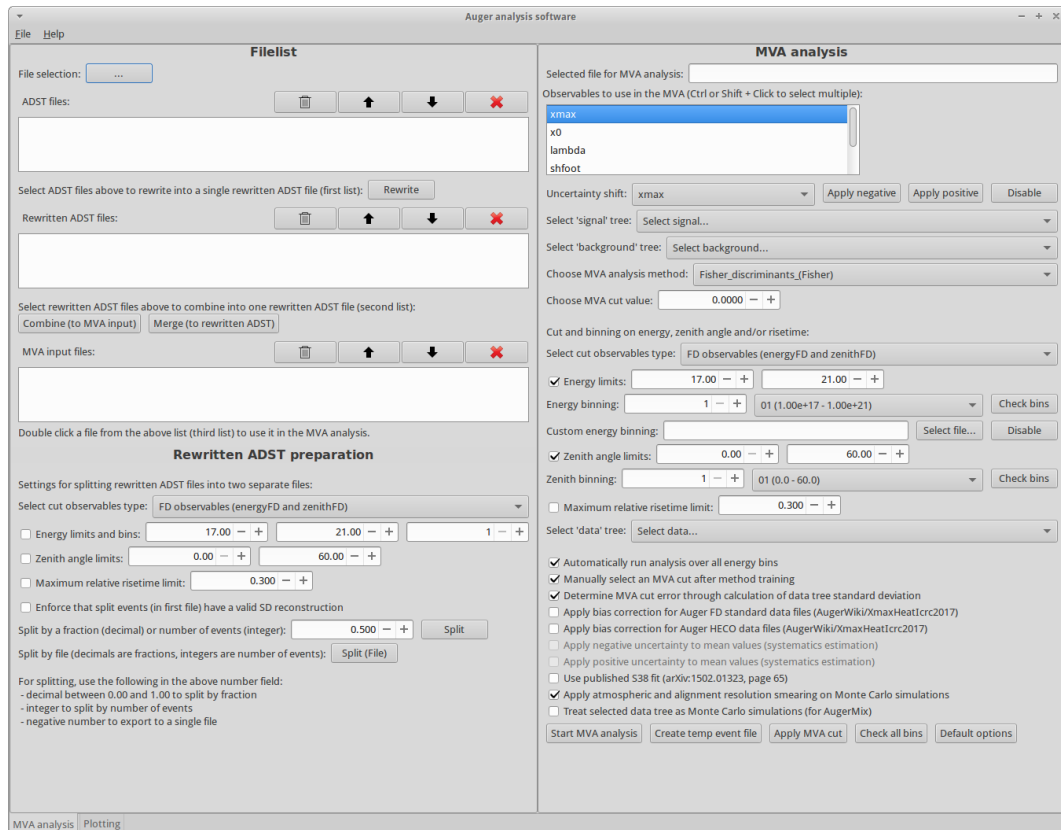 Auger analysis software
File Help
Filelist
File selection: ...
ADST files:
Select ADST files above to rewrite into a single rewritten ADST file (first list): Rewrite
Rewritten ADST files:
Select rewritten ADST files above to combine into one rewritten ADST file (second list):
Combine (to MVA input) Merge (to rewritten ADST)
MVA input files:
Double click a file from the above list (third list) to use it in the MVA analysis.
Rewritten ADST preparation
Settings for splitting rewritten ADST files into two separate files:
Select cut observables type: FD observables (energyFD and zenithFD)
Energy limits and bins: 17.00 − + 21.00 − + 1 − +
Zenith angle limits: 0.00 − + 60.00 − +
Maximum relative risetime limit: 0.300 − +
Enforce that split events (in first file) have a valid SD reconstruction
Split by a fraction (decimal) or number of events (integer): 0.500 − + Split
Split by file (decimals are fractions, integers are number of events): Split (File)
For splitting, use the following in the above number field:
- decimal between 0.00 and 1.00 to split by fraction
- integer to split by number of events
- negative number to export to a single file
MVA analysis
Selected file for MVA analysis:
Observables to use in the MVA (Ctrl or Shift + Click to select multiple):
xmax
x0
lambda
shfoot
Uncertainty shift: xmax Apply negative Apply positive Disable
Select 'signal' tree: Select signal...
Select 'background' tree: Select background...
Choose MVA analysis method: Fisher_discriminants_(Fisher)
Choose MVA cut value: 0.0000 − +
Cut and binning on energy, zenith angle and/or risetime:
Select cut observables type: FD observables (energyFD and zenithFD)
Energy limits: 17.00 − + 21.00 − +
Energy binning: 1 − + 01 (1.00e+17 - 1.00e+21) Check bins
Custom energy binning: Select file... Disable
Zenith angle limits: 0.00 − + 60.00 − +
Zenith binning: 1 − + 01 (0.0 - 60.0) Check bins
Maximum relative risetime limit: 0.300 − +
Select 'data' tree: Select data...
Automatically run analysis over all energy bins
Manually select an MVA cut after method training
Determine MVA cut error through calculation of data tree standard deviation
Apply bias correction for Auger FD standard data files (AugerWiki/XmaxHeatIcrc2017)
Apply bias correction for Auger HECO data files (AugerWiki/XmaxHeatIcrc2017)
Apply negative uncertainty to mean values (systematics estimation)
Apply positive uncertainty to mean values (systematics estimation)
Use published S38 fit (arXiv:1502.01323, page 65)
Apply atmospheric and alignment resolution smearing on Monte Carlo simulations
Treat selected data tree as Monte Carlo simulations (for AugerMix)
Start MVA analysis Create temp event file Apply MVA cut Check all bins Default options
MVA analysis Plotting